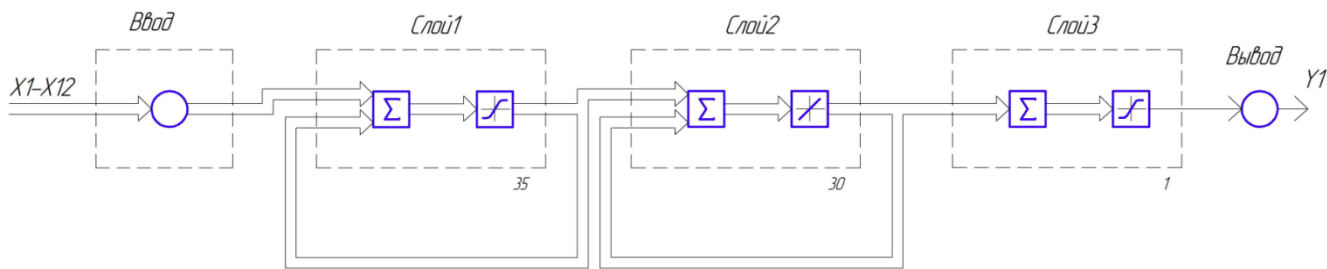 Ввод
Слой1
Слой2
Слой3
Вывод
X1-X12
Y1
Σ
Σ
Σ
35
30
1